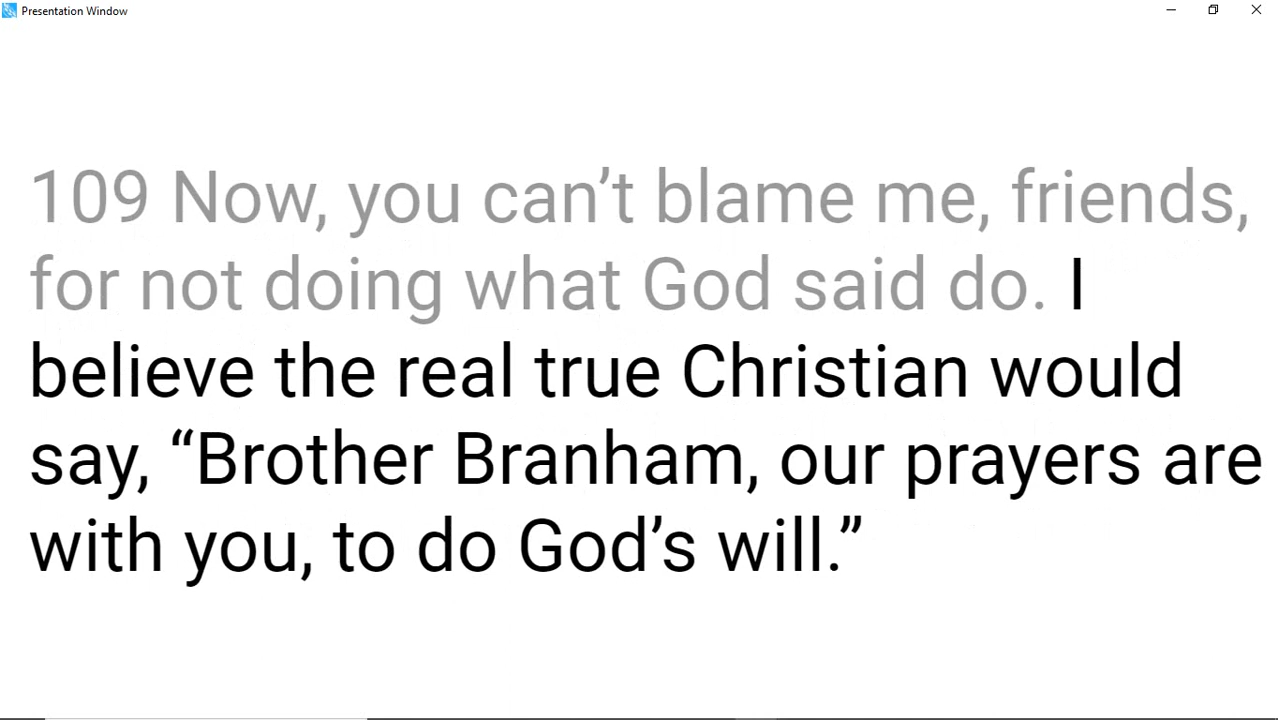 Presentation Window
109 Now, you can’t blame me, friends,
for not doing what God said do. I
believe the real true Christian would
say, “Brother Branham, our prayers are
with you, to do God’s will.”